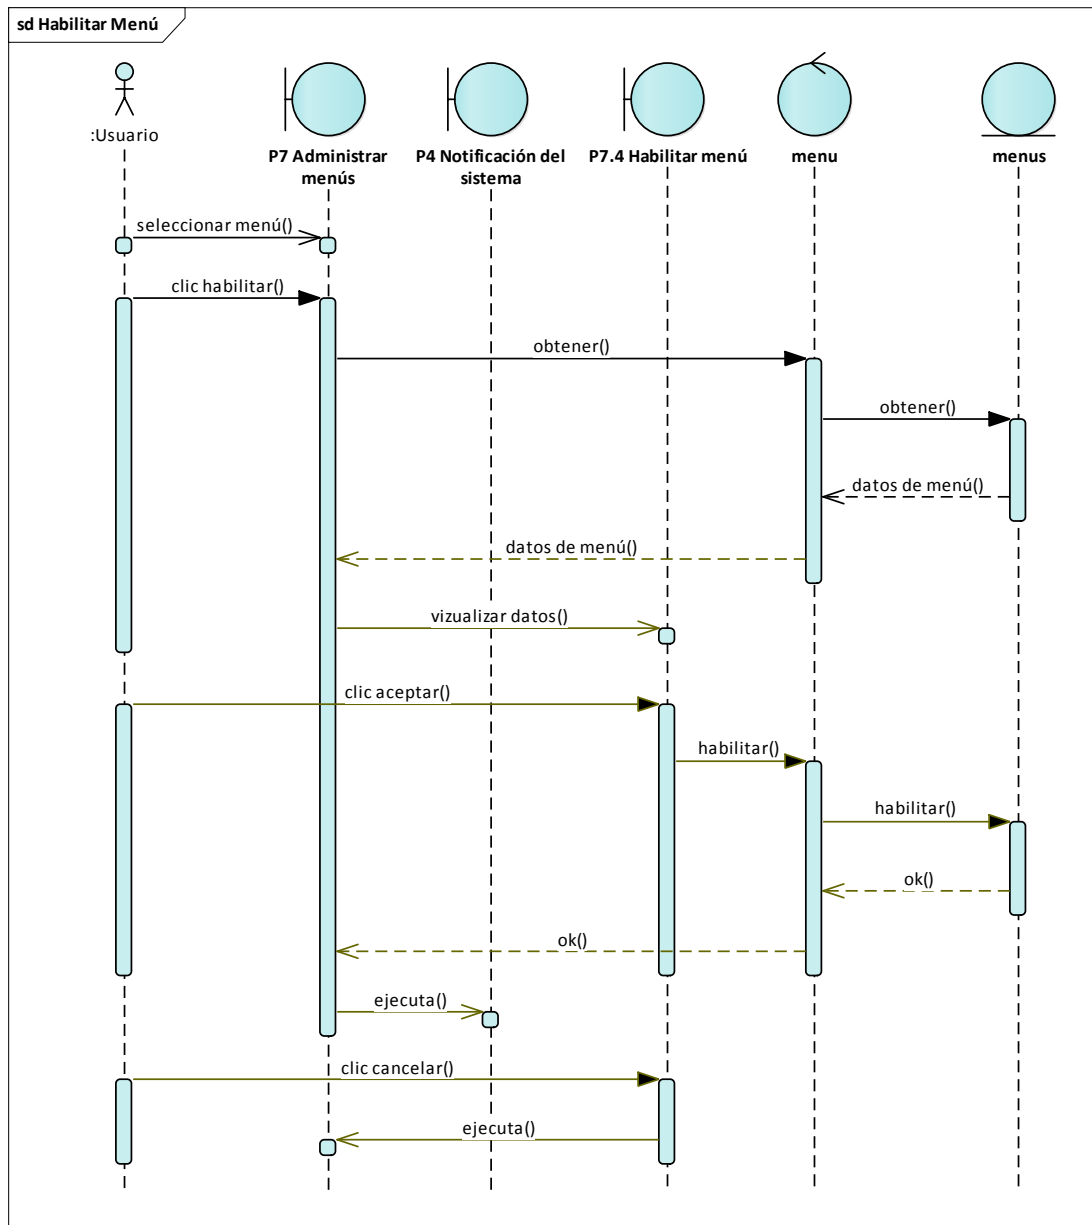 sd Habilitar Menú
:Usuario
P7 Administrar
menús
P4 Notificación del
sistema
P7.4 Habilitar menú
menu
menus
seleccionar menú()
clic habilitar()
obtener()
obtener()
datos de menú()
datos de menú()
vizualizar datos()
clic aceptar()
habilitar()
habilitar()
ok()
ok()
ejecuta()
clic cancelar()
ejecuta()